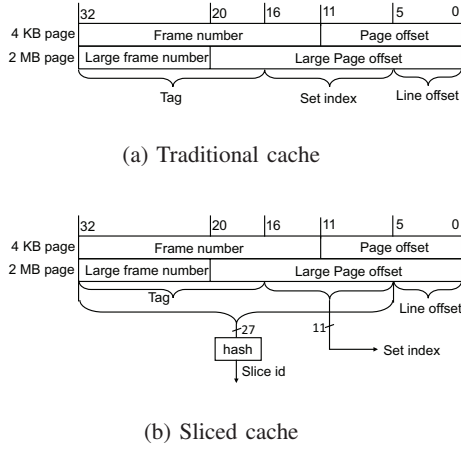 32 20 16 11 5 0
4 KB page Frame number Page offset
2 MB page Large frame number Large Page offset
Tag Set index Line offset
(a) Traditional cache
32 20 16 11 5 0
4 KB page Frame number Page offset
2 MB page Large frame number Large Page offset
Tag Line offset
27 11
hash Set index
Slice id
(b) Sliced cache